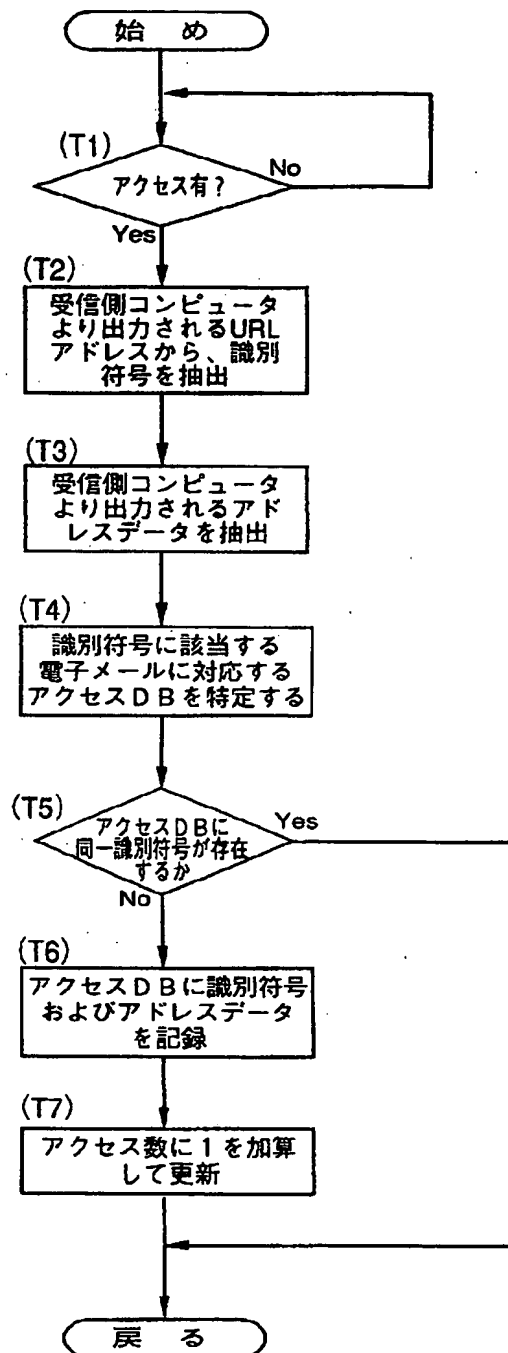 始 め
(T1)
アクセス有?
No
Yes
(T2)
受信側コンピュータ
より出力されるURL
アドレスから、識別
符号を抽出
(T3)
受信側コンピュータ
より出力されるアド
レスデータを抽出
(T4)
識別符号に該当する
電子メールに対応する
アクセスDBを特定する
(T5)
アクセスDBに
同一識別符号が存在
するか
Yes
No
(T6)
アクセスDBに識別符号
およびアドレスデータ
を記録
(T7)
アクセス数に1を加算
して更新
戻 る